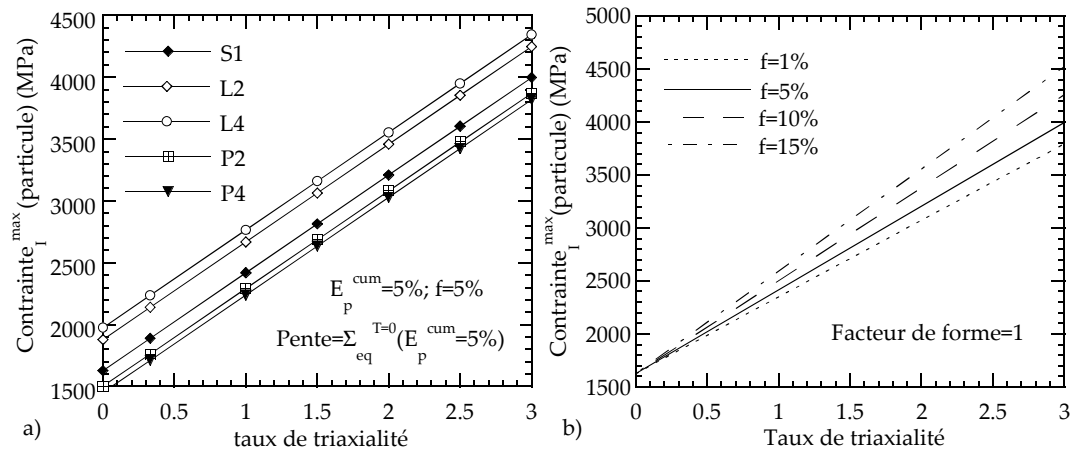 Contrainte_I^max (particule) (MPa)
4500
4000
3500
3000
2500
2000
1500
S1
L2
L4
P2
P4
E_p^cum=5%; f=5%
Pente=Σ_eq^T=0(E_p^cum=5%)
0 0.5 1 1.5 2 2.5 3
a) taux de triaxialité
Contrainte_I^max (particule) (MPa)
5000
4500
4000
3500
3000
2500
2000
1500
f=1%
f=5%
f=10%
f=15%
Facteur de forme=1
0 0.5 1 1.5 2 2.5 3
b) Taux de triaxialité